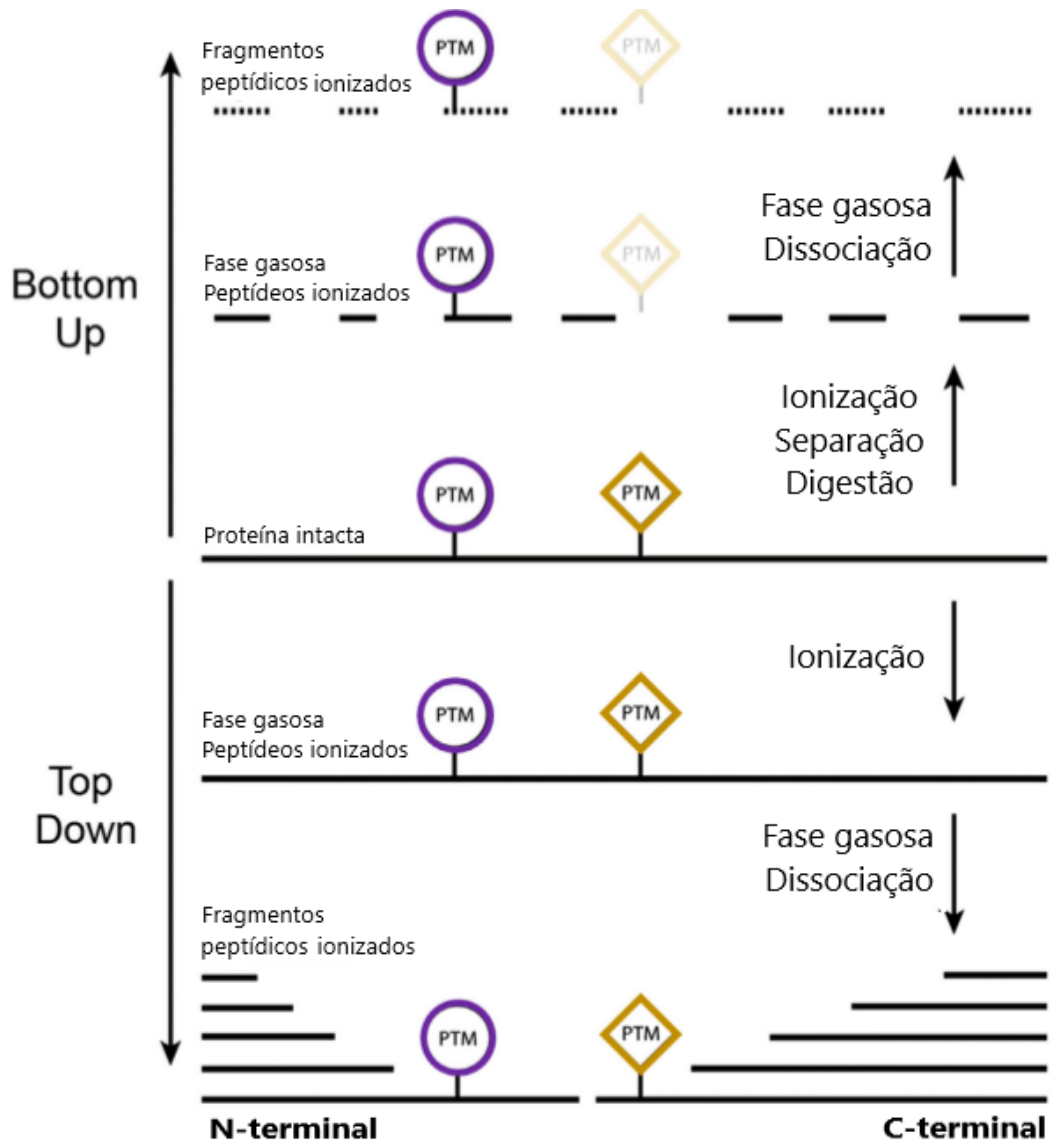 Fragmentos
peptídicos ionizados
PTM
PTM
Fase gasosa
Dissociação
Bottom
Up
Fase gasosa
Peptídeos ionizados
PTM
PTM
Ionização
Separação
Digestão
Proteína intacta
PTM
PTM
Ionização
Fase gasosa
Peptídeos ionizados
PTM
PTM
Top
Down
Fase gasosa
Dissociação
Fragmentos
peptídicos ionizados
PTM
PTM
N-terminal
C-terminal